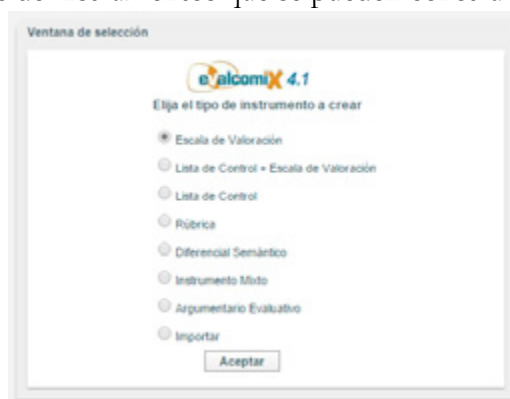 Ventana de selección
evalcomiX 4.1
Elija el tipo de instrumento a crear
Escala de Valoración
Lista de Control + Escala de Valoración
Lista de Control
Rúbrica
Diferencial Semántico
Instrumento Mixto
Argumentario Evaluativo
Importar
Aceptar